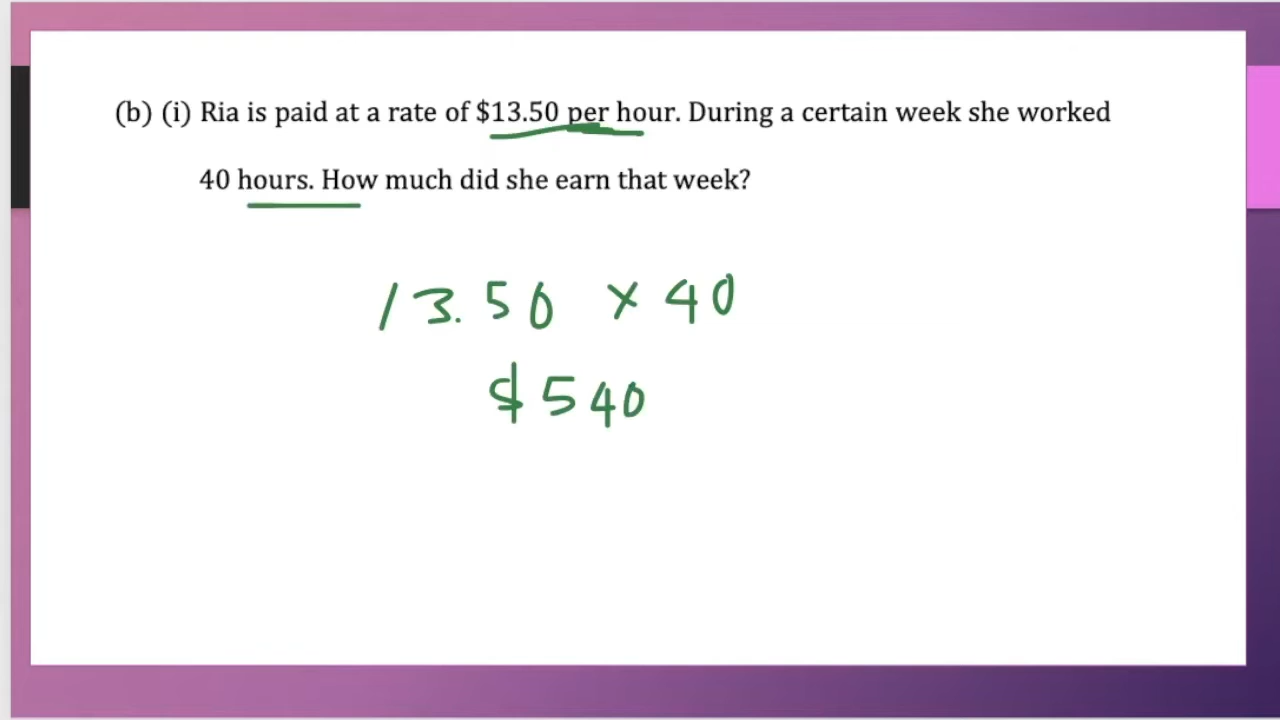 (b) (i) Ria is paid at a rate of $13.50 per hour. During a certain week she worked
40 hours. How much did she earn that week?
13.50 × 40
$540